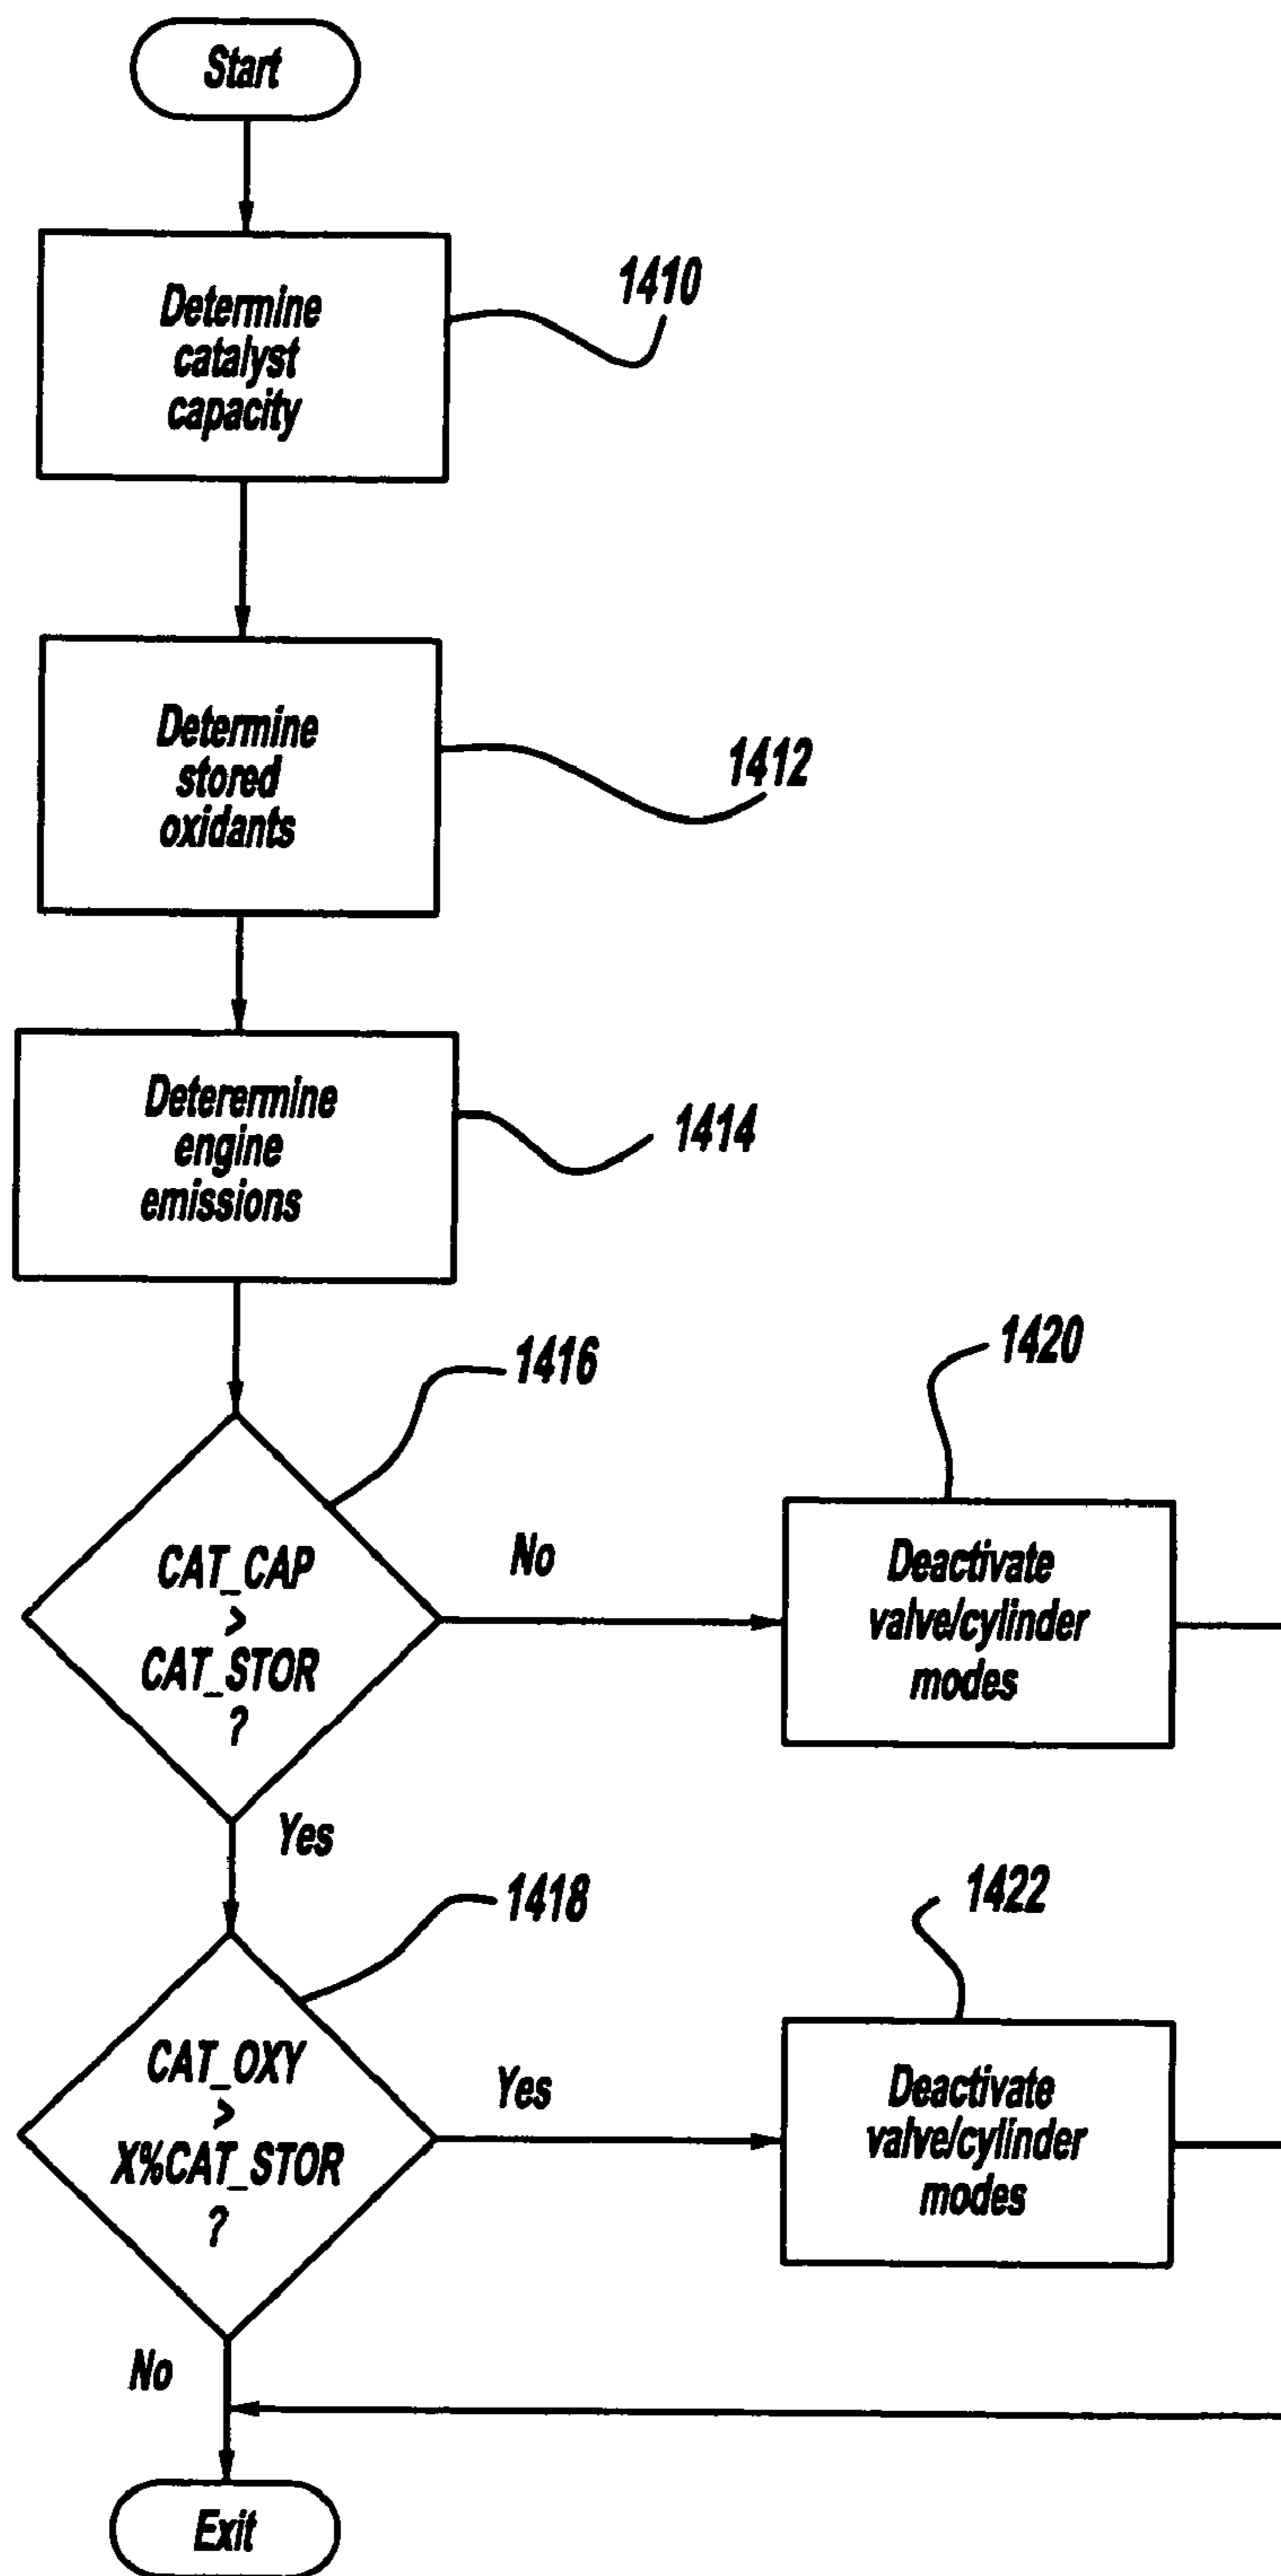 Start
Determine
catalyst
capacity
1410
Determine
stored
oxidants
1412
Deterermine
engine
emissions
1414
1416
CAT_CAP
>
CAT_STOR
?
No
1420
Deactivate
valve/cylinder
modes
Yes
1418
CAT_OXY
>
X%CAT_STOR
?
Yes
1422
Deactivate
valve/cylinder
modes
No
Exit